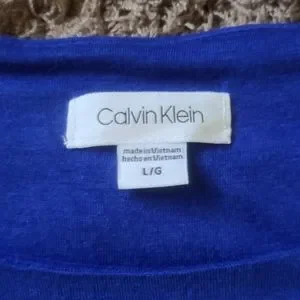 Calvin Klein
made in Vietnam
hecho en Vietnam
L/G